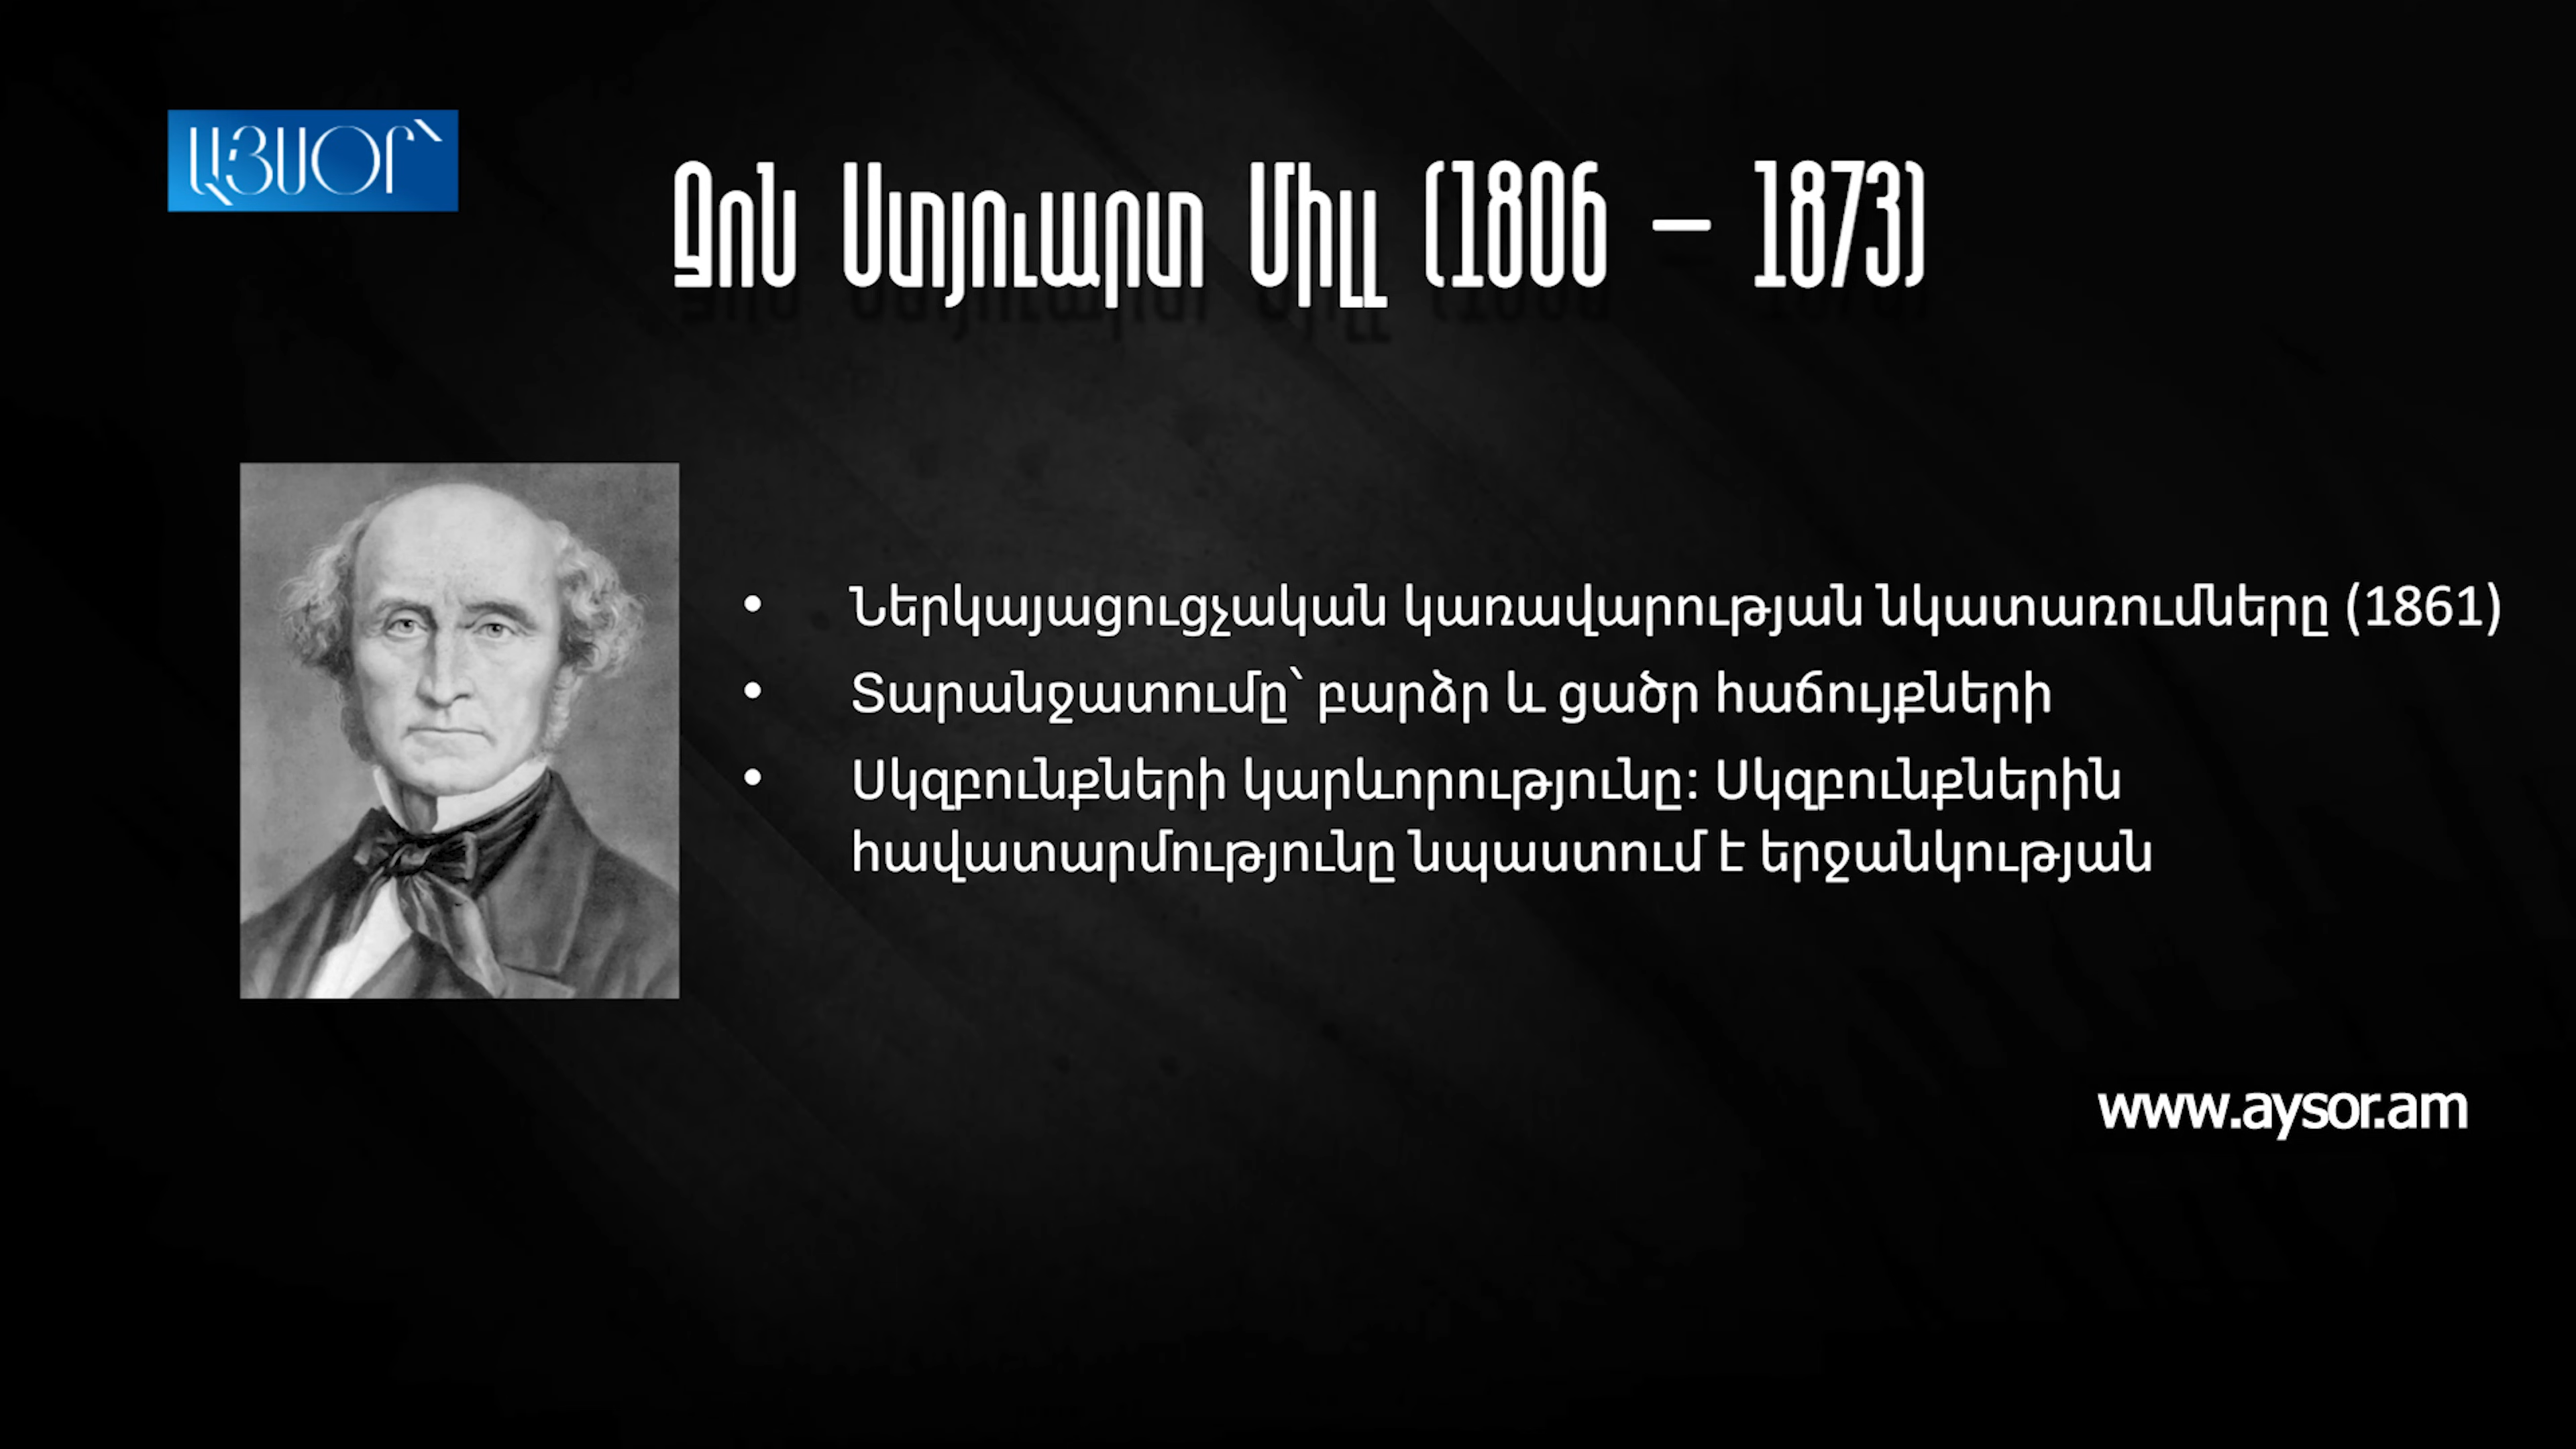 ԱՅՍՕՐ՝
Ջոն Ստյուարտ Միլլ (1806 – 1873)
• Ներկայացուցչական կառավարության նկատառումները (1861)
• Տարանջատումը՝ բարձր և ցածր հաճույքների
• Սկզբունքների կարևորությունը: Սկզբունքներին
հավատարմությունը նպաստում է երջանկության
www.aysor.am